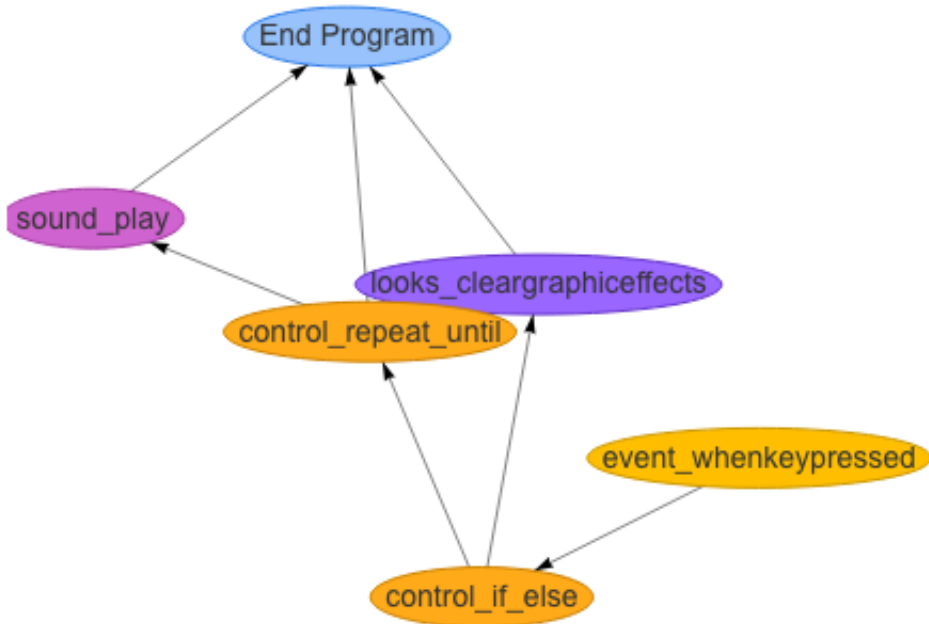 End Program
sound_play
looks_cleargraphiceffects
control_repeat_until
event_whenkeypressed
control_if_else